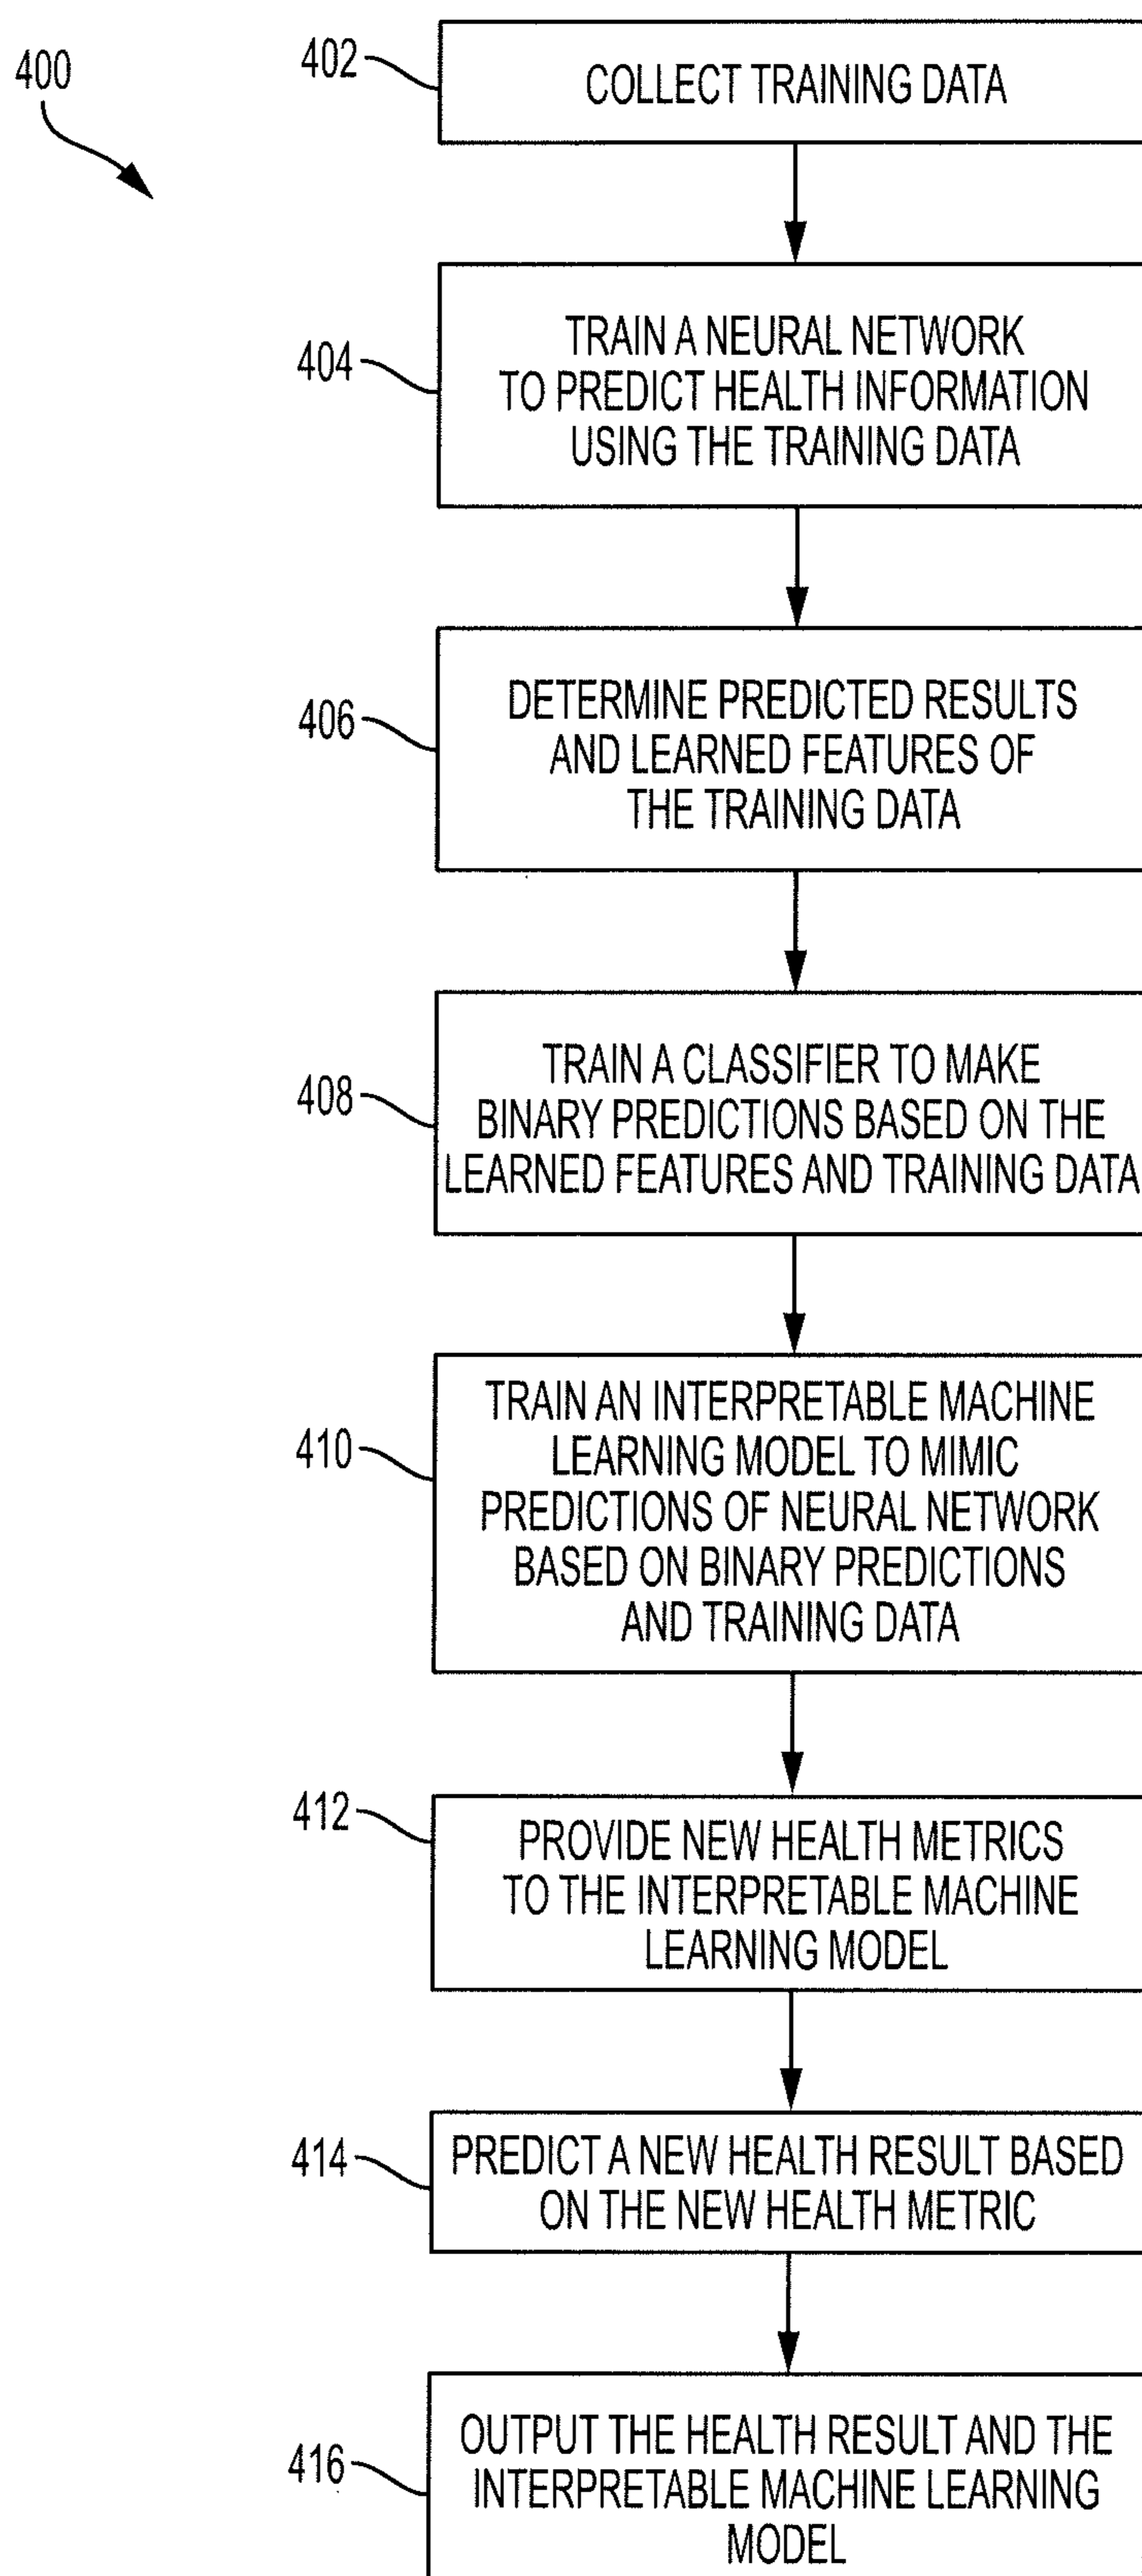 400
402
COLLECT TRAINING DATA
404
TRAIN A NEURAL NETWORK
TO PREDICT HEALTH INFORMATION
USING THE TRAINING DATA
406
DETERMINE PREDICTED RESULTS
AND LEARNED FEATURES OF
THE TRAINING DATA
408
TRAIN A CLASSIFIER TO MAKE
BINARY PREDICTIONS BASED ON THE
LEARNED FEATURES AND TRAINING DATA
410
TRAIN AN INTERPRETABLE MACHINE
LEARNING MODEL TO MIMIC
PREDICTIONS OF NEURAL NETWORK
BASED ON BINARY PREDICTIONS
AND TRAINING DATA
412
PROVIDE NEW HEALTH METRICS
TO THE INTERPRETABLE MACHINE
LEARNING MODEL
414
PREDICT A NEW HEALTH RESULT BASED
ON THE NEW HEALTH METRIC
416
OUTPUT THE HEALTH RESULT AND THE
INTERPRETABLE MACHINE LEARNING
MODEL